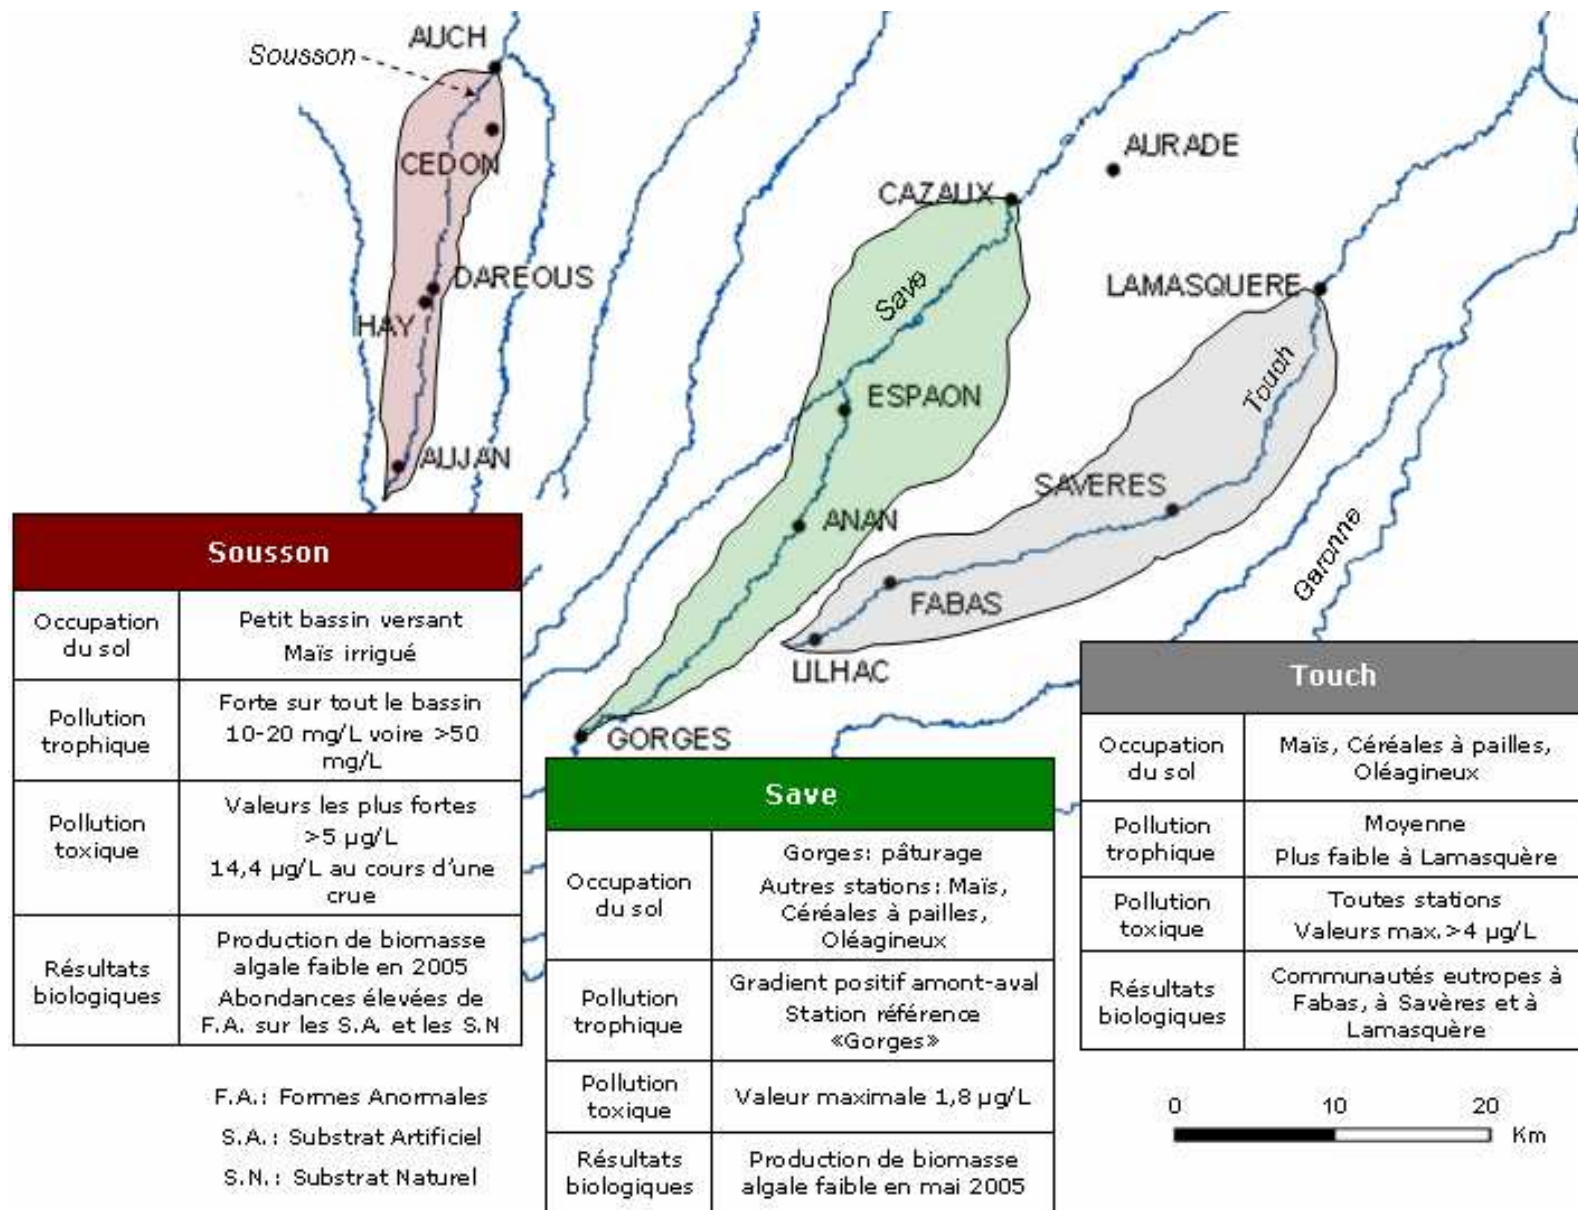 AUCH
Sousson
CEDON
DAREOUS
HAY
AUJAN
AURADE
CAZAUX
Save
ESPAON
ANAN
GORGES
LAMASQUERE
Touch
SAVERES
FABAS
LILHAC
Garonne
Sousson
Occupation
du sol
Petit bassin versant
Maïs irrigué
Pollution
trophique
Forte sur tout le bassin
10-20 mg/L voire >50
mg/L
Pollution
toxique
Valeurs les plus fortes
>5 µg/L
14,4 µg/L au cours d'une
crue
Résultats
biologiques
Production de biomasse
algale faible en 2005
Abondances élevées de
F.A. sur les S.A. et les S.N
Save
Occupation
du sol
Gorges: pâturage
Autres stations: Maïs,
Céréales à pailles,
Oléagineux
Pollution
trophique
Gradient positif amont-aval
Station référence
«Gorges»
Pollution
toxique
Valeur maximale 1,8 µg/L
Résultats
biologiques
Production de biomasse
algale faible en mai 2005
Touch
Occupation
du sol
Maïs, Céréales à pailles,
Oléagineux
Pollution
trophique
Moyenne
Plus faible à Lamasquère
Pollution
toxique
Toutes stations
Valeurs max.>4 µg/L
Résultats
biologiques
Communautés eutropes à
Fabas, à Savères et à
Lamasquère
F.A.: Formes Anormales
S.A.: Substrat Artificiel
S.N.: Substrat Naturel
0 10 20
Km